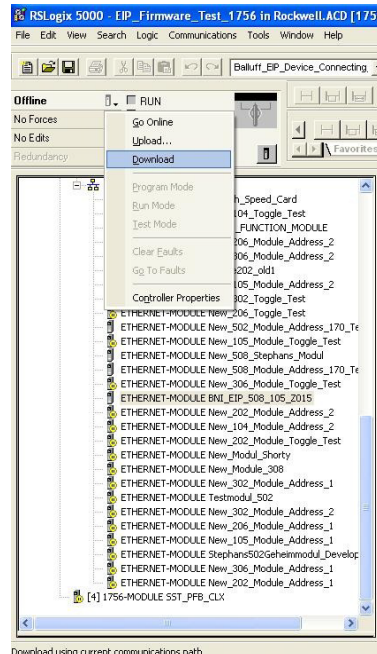 RSLogix 5000 - EIP_Firmware_Test_1756 in Rockwell.ACD [175
File Edit View Search Logic Communications Tools Window Help
Balluff_EIP_Device_Connecting,
Offline
RUN
No Forces
No Edits
Redundancy
Favorites
Go Online
Upload...
Download
Program Mode
Run Mode
Test Mode
Clear Faults
Go To Faults
Controller Properties
h_Speed_Card
104_Toggle_Test
_FUNCTION_MODULE
206_Module_Address_2
306_Module_Address_2
202_old1
105_Module_Address_2
302_Toggle_Test
ETHERNET-MODULE New_206_Toggle_Test
ETHERNET-MODULE New_502_Module_Address_170_Te
ETHERNET-MODULE New_105_Module_Toggle_Test
ETHERNET-MODULE New_508_Stephans_Modul
ETHERNET-MODULE New_508_Module_Address_170_Te
ETHERNET-MODULE New_306_Module_Toggle_Test
ETHERNET-MODULE BNI_EIP_508_105_Z015
ETHERNET-MODULE New_202_Module_Address_2
ETHERNET-MODULE New_104_Module_Address_2
ETHERNET-MODULE New_202_Module_Toggle_Test
ETHERNET-MODULE New_Modul_Shorty
ETHERNET-MODULE New_Module_308
ETHERNET-MODULE New_302_Module_Address_1
ETHERNET-MODULE Testmodul_502
ETHERNET-MODULE New_302_Module_Address_2
ETHERNET-MODULE New_206_Module_Address_1
ETHERNET-MODULE New_105_Module_Address_1
ETHERNET-MODULE Stephans502Geheimmodul_Develop
ETHERNET-MODULE New_306_Module_Address_1
ETHERNET-MODULE New_202_Module_Address_1
[4] 1756-MODULE SST_PFB_CLX
Download using current communications path